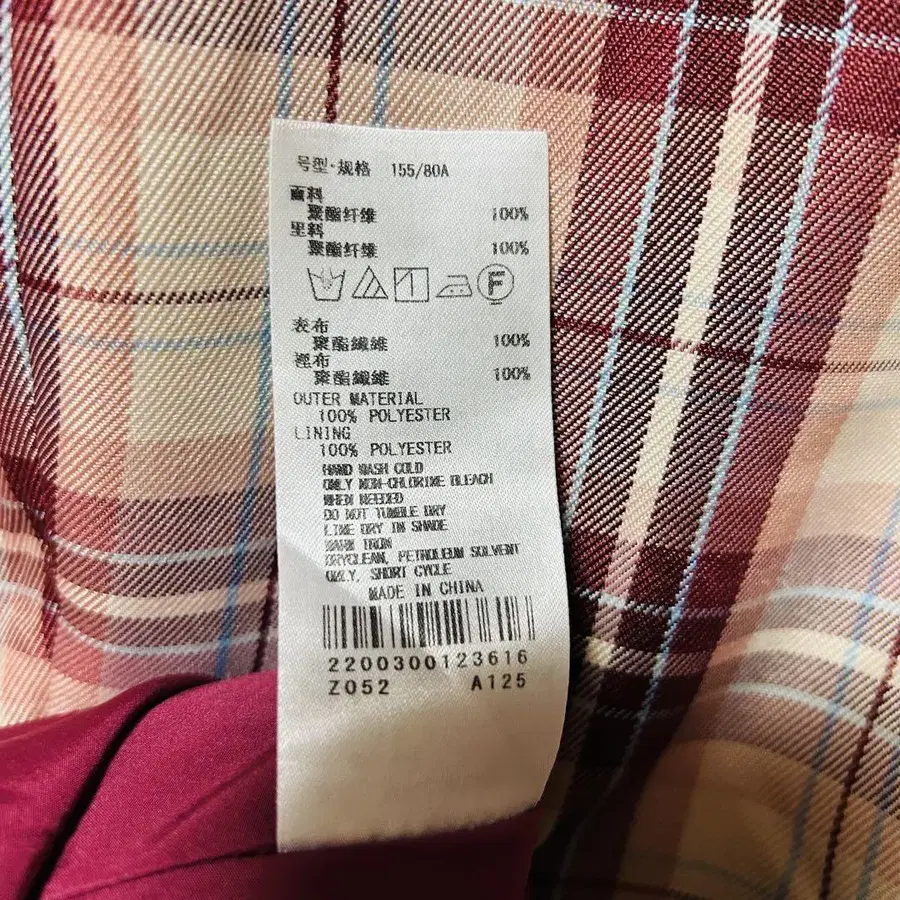 号型·规格 155/80A
面料
聚酯纤维 100%
里料
聚酯纤维 100%
F
表布
聚酯纖維 100%
裡布
聚酯纖維 100%
OUTER MATERIAL
100% POLYESTER
LINING
100% POLYESTER
HAND WASH COLD
ONLY NON-CHLORINE BLEACH
WHEN NEEDED
DO NOT TUMBLE DRY
LINE DRY IN SHADE
WARM IRON
DRYCLEAN, PETROLEUM SOLVENT
ONLY, SHORT CYCLE
MADE IN CHINA
2200300123616
Z052 A125